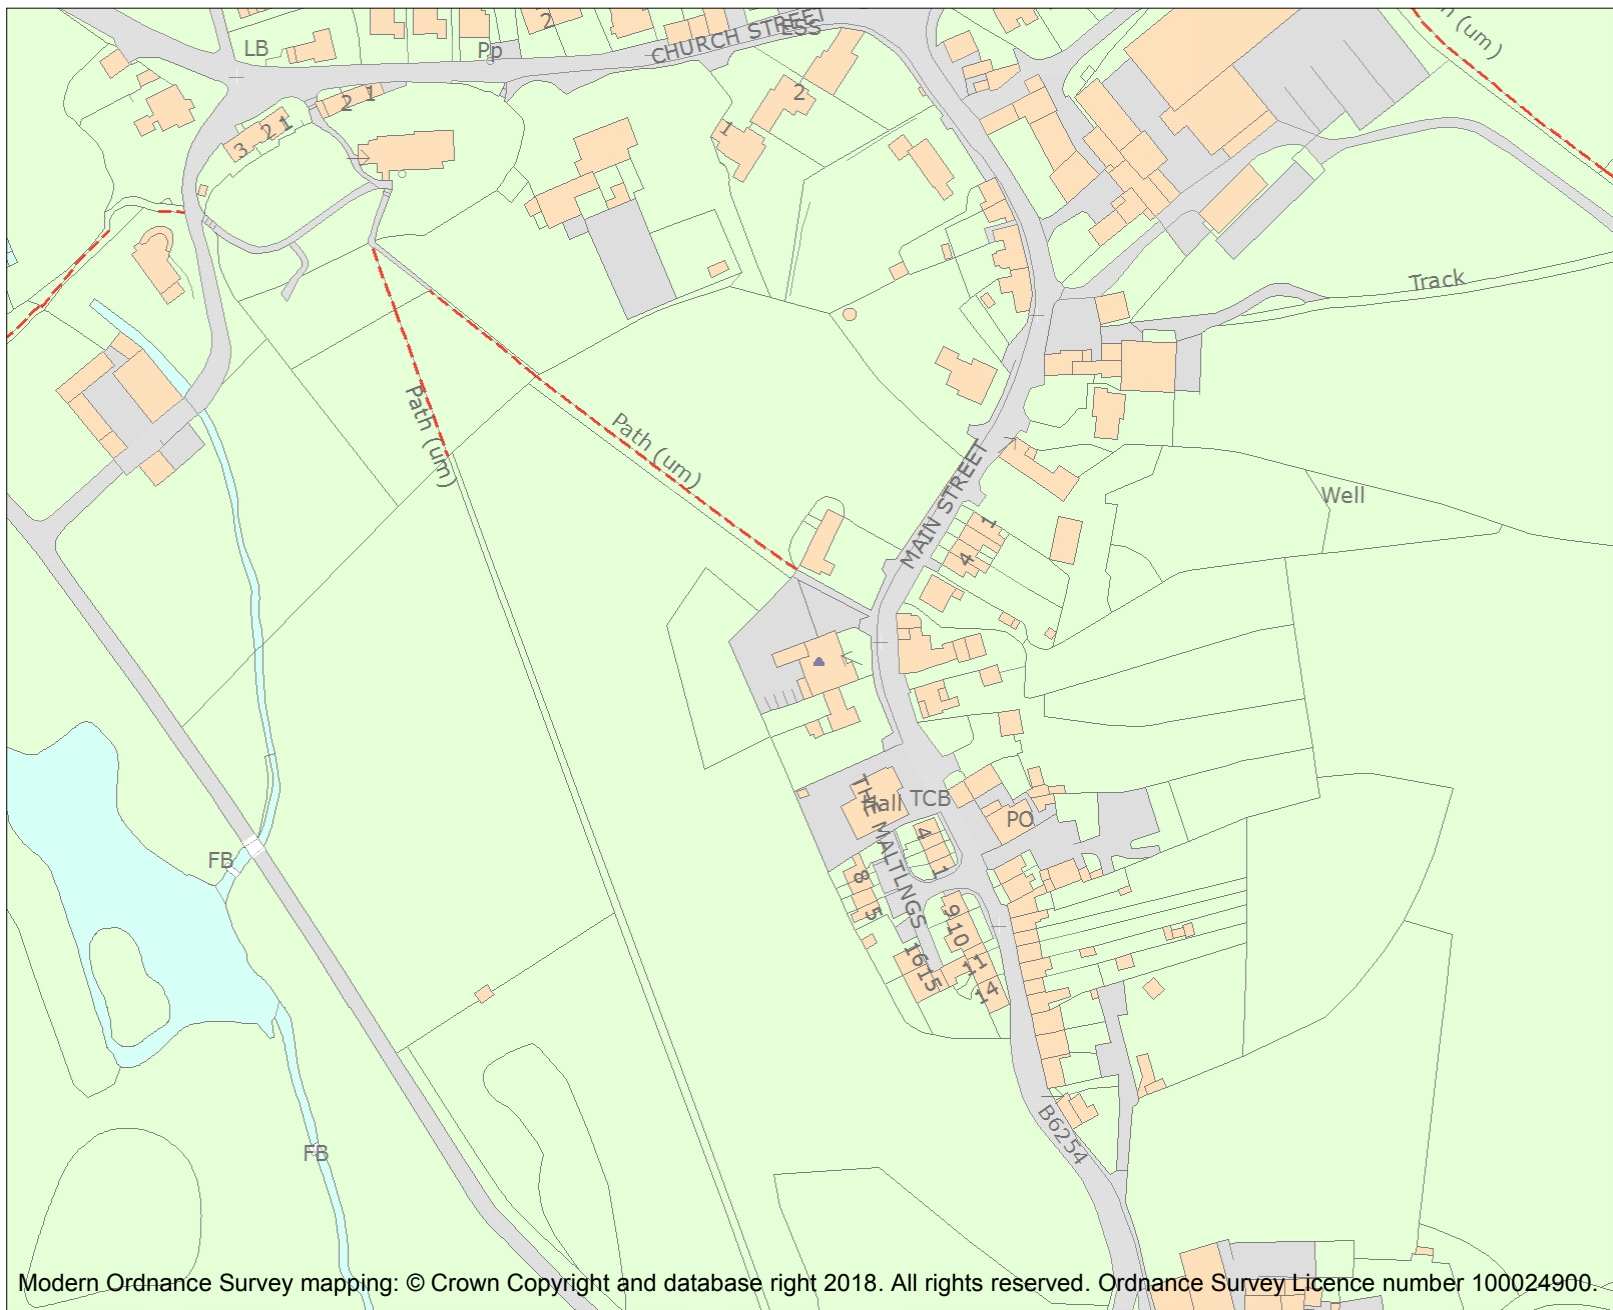 CHURCH STREET
ESS
LB
Pp
2
2
1
3
2
1
2
1
(um)
Track
Path (um)
Path (um)
MAIN STREET
Well
1
4
Hall
TCB
PO
THE MALTLNGS
4
1
8
5
9
10
11
14
16
15
FB
FB
B6254
Modern Ordnance Survey mapping: © Crown Copyright and database right 2018. All rights reserved. Ordnance Survey Licence number 100024900.